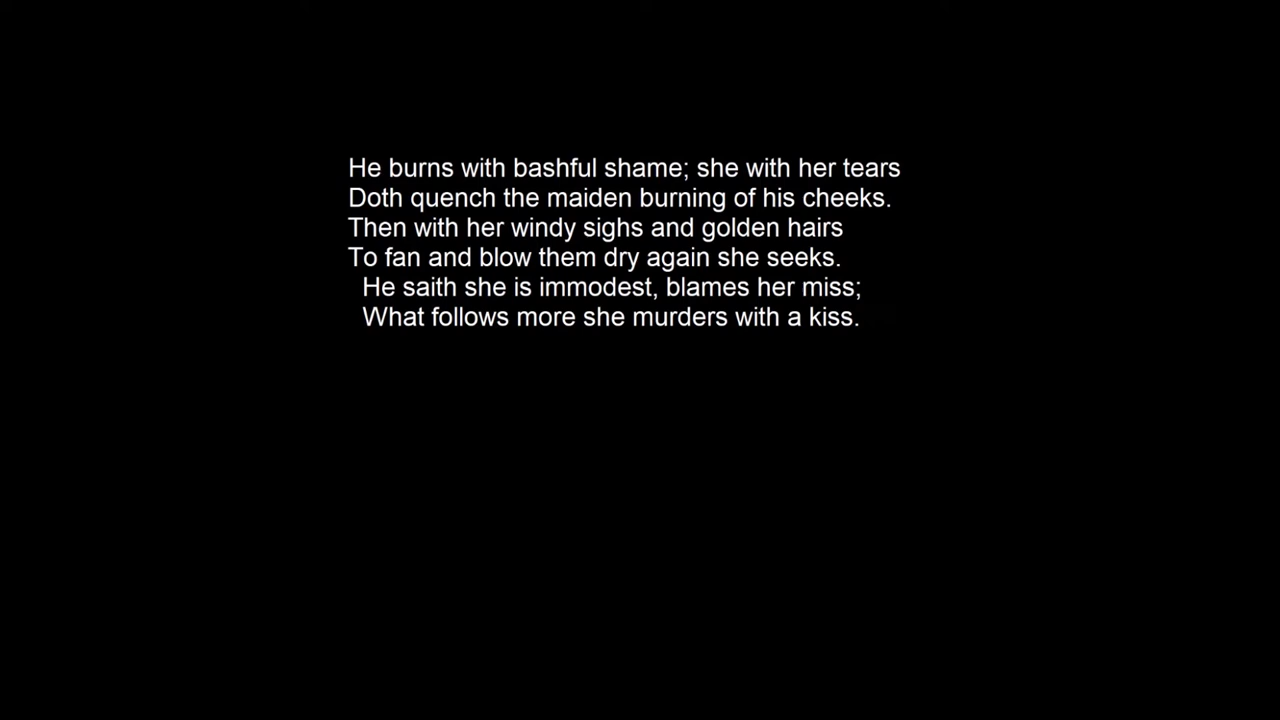 He burns with bashful shame; she with her tears
Doth quench the maiden burning of his cheeks.
Then with her windy sighs and golden hairs
To fan and blow them dry again she seeks.
He saith she is immodest, blames her miss;
What follows more she murders with a kiss.